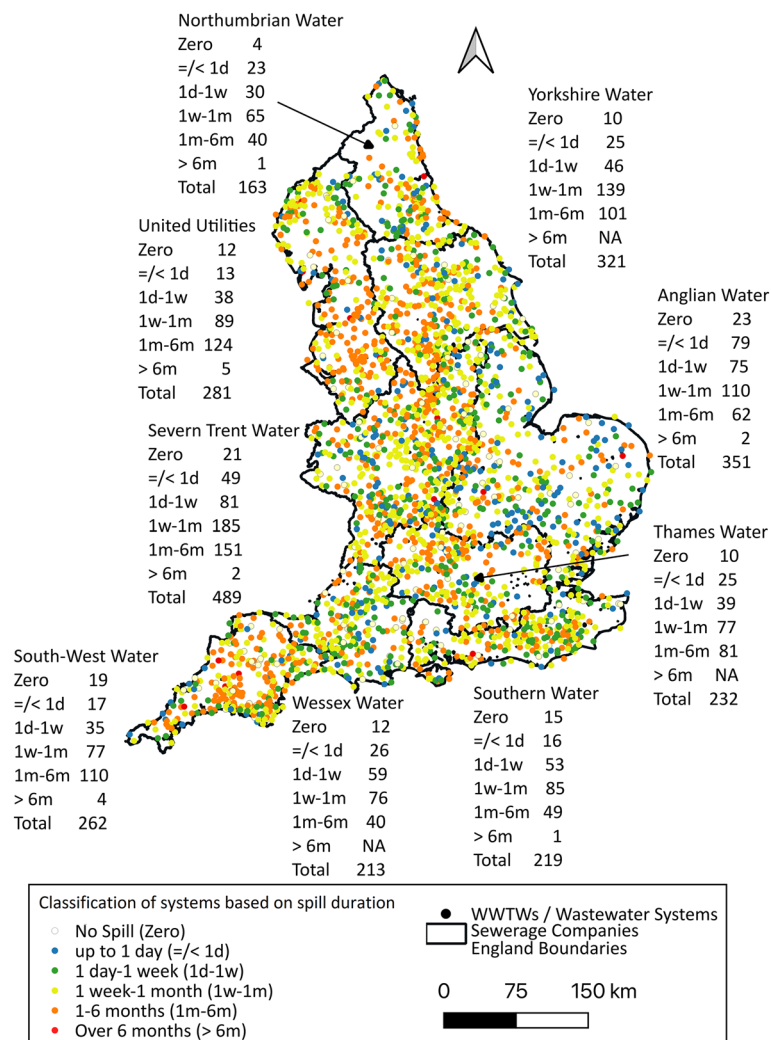 Northumbrian Water
Zero 4
=/< 1d 23
1d-1w 30
1w-1m 65
1m-6m 40
> 6m 1
Total 163
Yorkshire Water
Zero 10
=/< 1d 25
1d-1w 46
1w-1m 139
1m-6m 101
> 6m NA
Total 321
United Utilities
Zero 12
=/< 1d 13
1d-1w 38
1w-1m 89
1m-6m 124
> 6m 5
Total 281
Anglian Water
Zero 23
=/< 1d 79
1d-1w 75
1w-1m 110
1m-6m 62
> 6m 2
Total 351
Severn Trent Water
Zero 21
=/< 1d 49
1d-1w 81
1w-1m 185
1m-6m 151
> 6m 2
Total 489
Thames Water
Zero 10
=/< 1d 25
1d-1w 39
1w-1m 77
1m-6m 81
> 6m NA
Total 232
South-West Water
Zero 19
=/< 1d 17
1d-1w 35
1w-1m 77
1m-6m 110
> 6m 4
Total 262
Wessex Water
Zero 12
=/< 1d 26
1d-1w 59
1w-1m 76
1m-6m 40
> 6m NA
Total 213
Southern Water
Zero 15
=/< 1d 16
1d-1w 53
1w-1m 85
1m-6m 49
> 6m 1
Total 219
Classification of systems based on spill duration
No Spill (Zero)
up to 1 day (=/< 1d)
1 day-1 week (1d-1w)
1 week-1 month (1w-1m)
1-6 months (1m-6m)
Over 6 months (> 6m)
WWTWs / Wastewater Systems
Sewerage Companies
England Boundaries
0 75 150 km